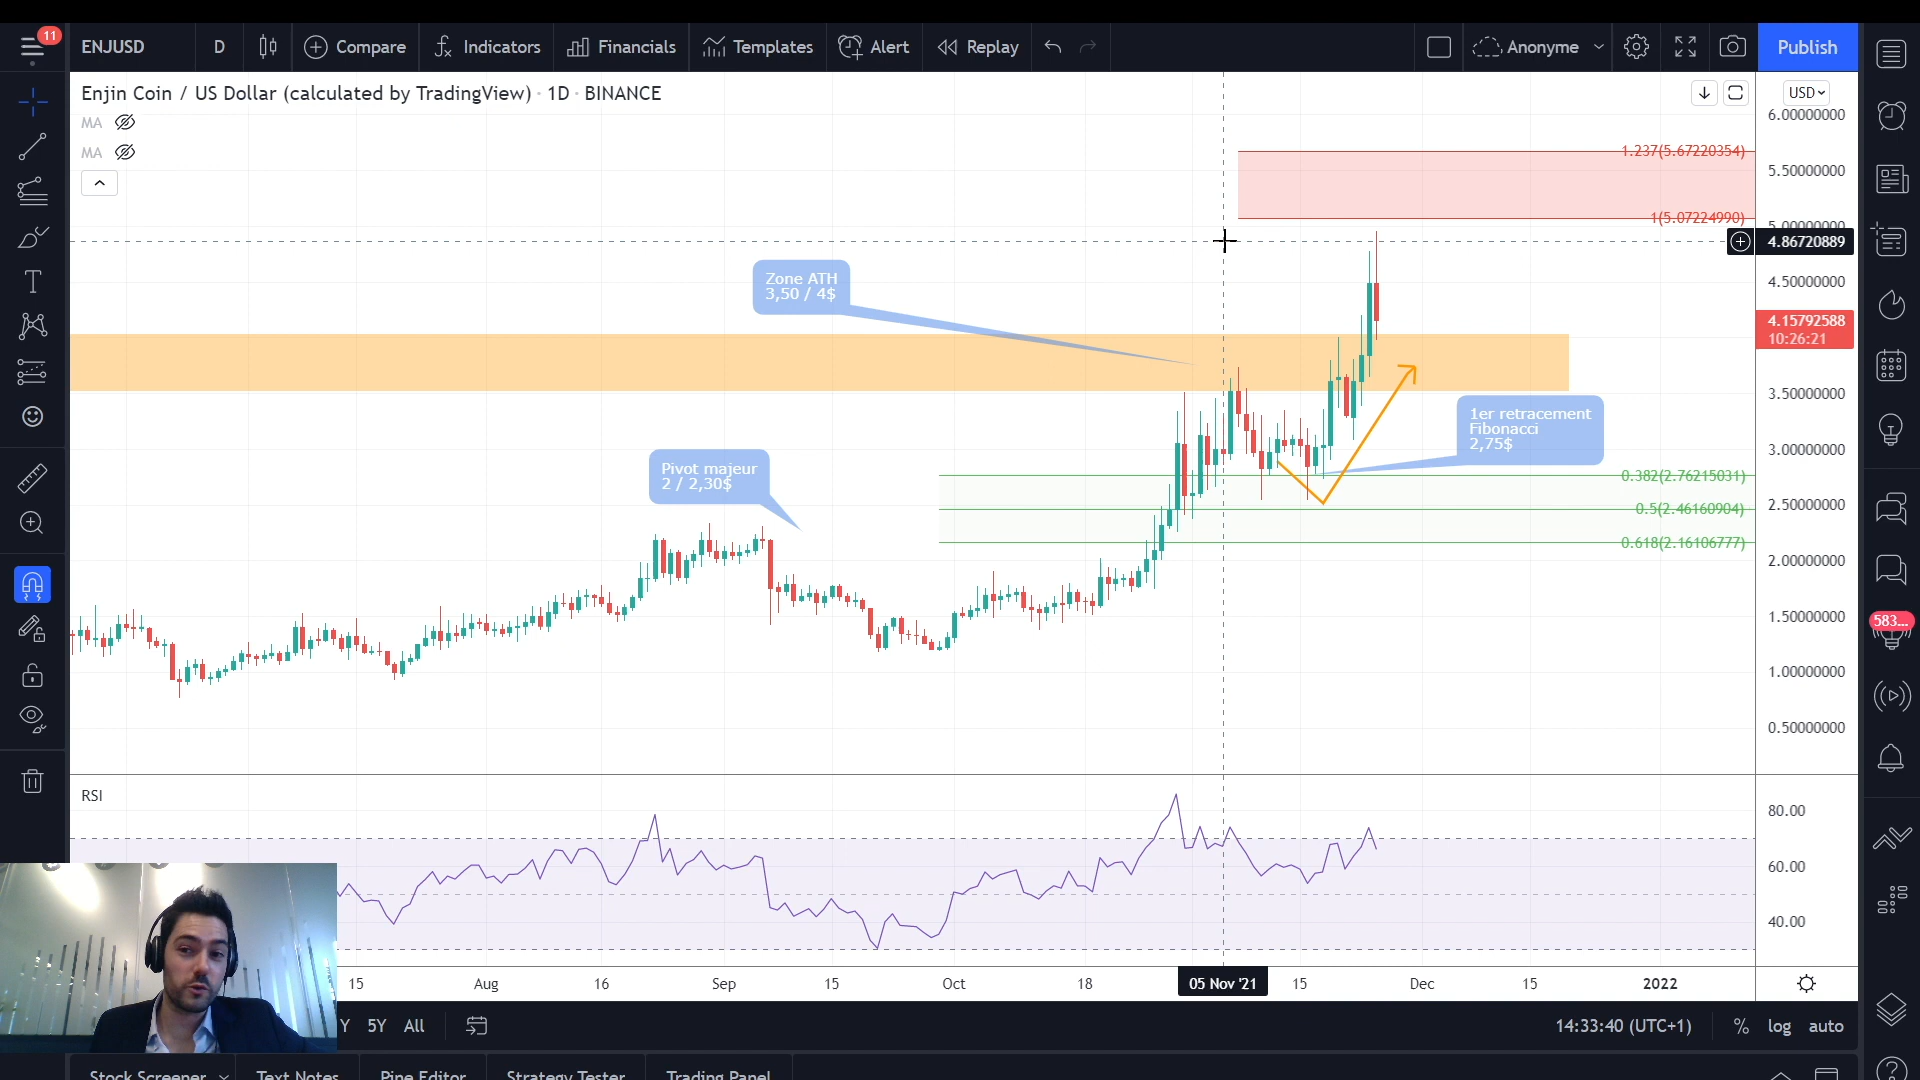 11
ENJUSD
D
Compare
Indicators
Financials
Templates
Alert
Replay
Anonyme
Publish
Enjin Coin / US Dollar (calculated by TradingView) · 1D · BINANCE
MA
MA
USD
6.00000000
1.237(5.67220354)
5.50000000
1(5.07224990)
5.00000000
4.86720889
Zone ATH
3,50 / 4$
4.50000000
4.15792588
10:26:21
3.50000000
1er retracement
Fibonacci
2,75$
3.00000000
Pivot majeur
2 / 2,30$
0.382(2.76215031)
2.50000000
0.5(2.46160904)
0.618(2.16106777)
2.00000000
1.50000000
1.00000000
0.50000000
583...
RSI
80.00
60.00
40.00
15
Aug
16
Sep
15
Oct
18
05 Nov '21
15
Dec
15
2022
Y
5Y
All
14:33:40 (UTC+1)
%
log
auto
Stock Screener
Text Notes
Pine Editor
Strategy Tester
Trading Panel